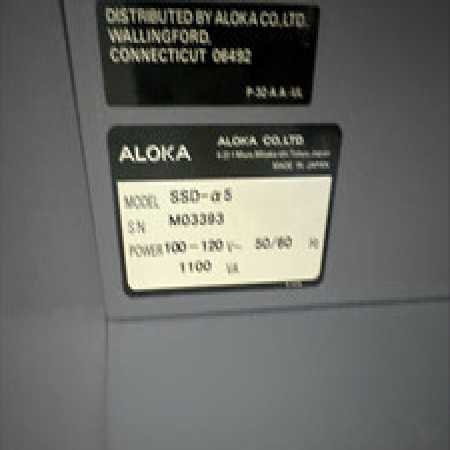 DISTRIBUTED BY ALOKA CO., LTD.
WALLINGFORD,
CONNECTICUT 06492
P-32-A A-UL
ALOKA
ALOKA CO., LTD.
MADE IN JAPAN
MODEL SSD-α5
S.N. M03393
POWER 100-120 V~ 50/60 Hz
1100 VA